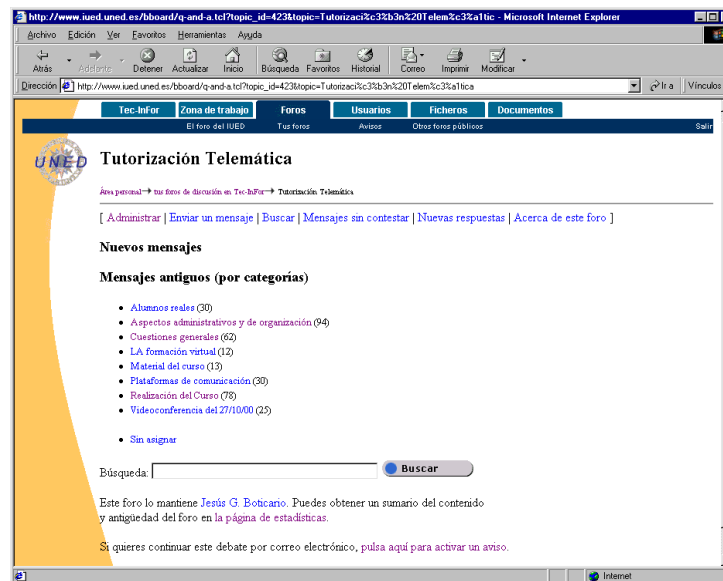 http://www.iued.uned.es/bboard/q-and-a.tcl?topic_id=423&topic=Tutorizaci%c3%b3n%20Telem%c3%a1tic - Microsoft Internet Explorer
Archivo Edición Ver Favoritos Herramientas Ayuda
Atrás Adelante Detener Actualizar Inicio Búsqueda Favoritos Historial Correo Imprimir Modificar
Dirección http://www.iued.uned.es/bboard/q-and-a.tcl?topic_id=423&topic=Tutorizaci%c3%b3n%20Telem%c3%a1tica Ir a Vínculos
Tec-InFor Zona de trabajo Foros Usuarios Ficheros Documentos
El foro del IUED Tus foros Avisos Otros foros públicos Salir
UNED
Tutorización Telemática
Área personal→ tus foros de discusión en Tec-InFor→ Tutorización Telemática
[ Administrar | Enviar un mensaje | Buscar | Mensajes sin contestar | Nuevas respuestas | Acerca de este foro ]
Nuevos mensajes
Mensajes antiguos (por categorías)
• Alumnos reales (30)
• Aspectos administrativos y de organización (94)
• Cuestiones generales (62)
• LA formación virtual (12)
• Material del curso (13)
• Plataformas de comunicación (30)
• Realización del Curso (78)
• Videoconferencia del 27/10/00 (25)
• Sin asignar
Búsqueda: Buscar
Este foro lo mantiene Jesús G. Boticario. Puedes obtener un sumario del contenido
y antigüedad del foro en la página de estadísticas.
Si quieres continuar este debate por correo electrónico, pulsa aquí para activar un aviso.
Internet